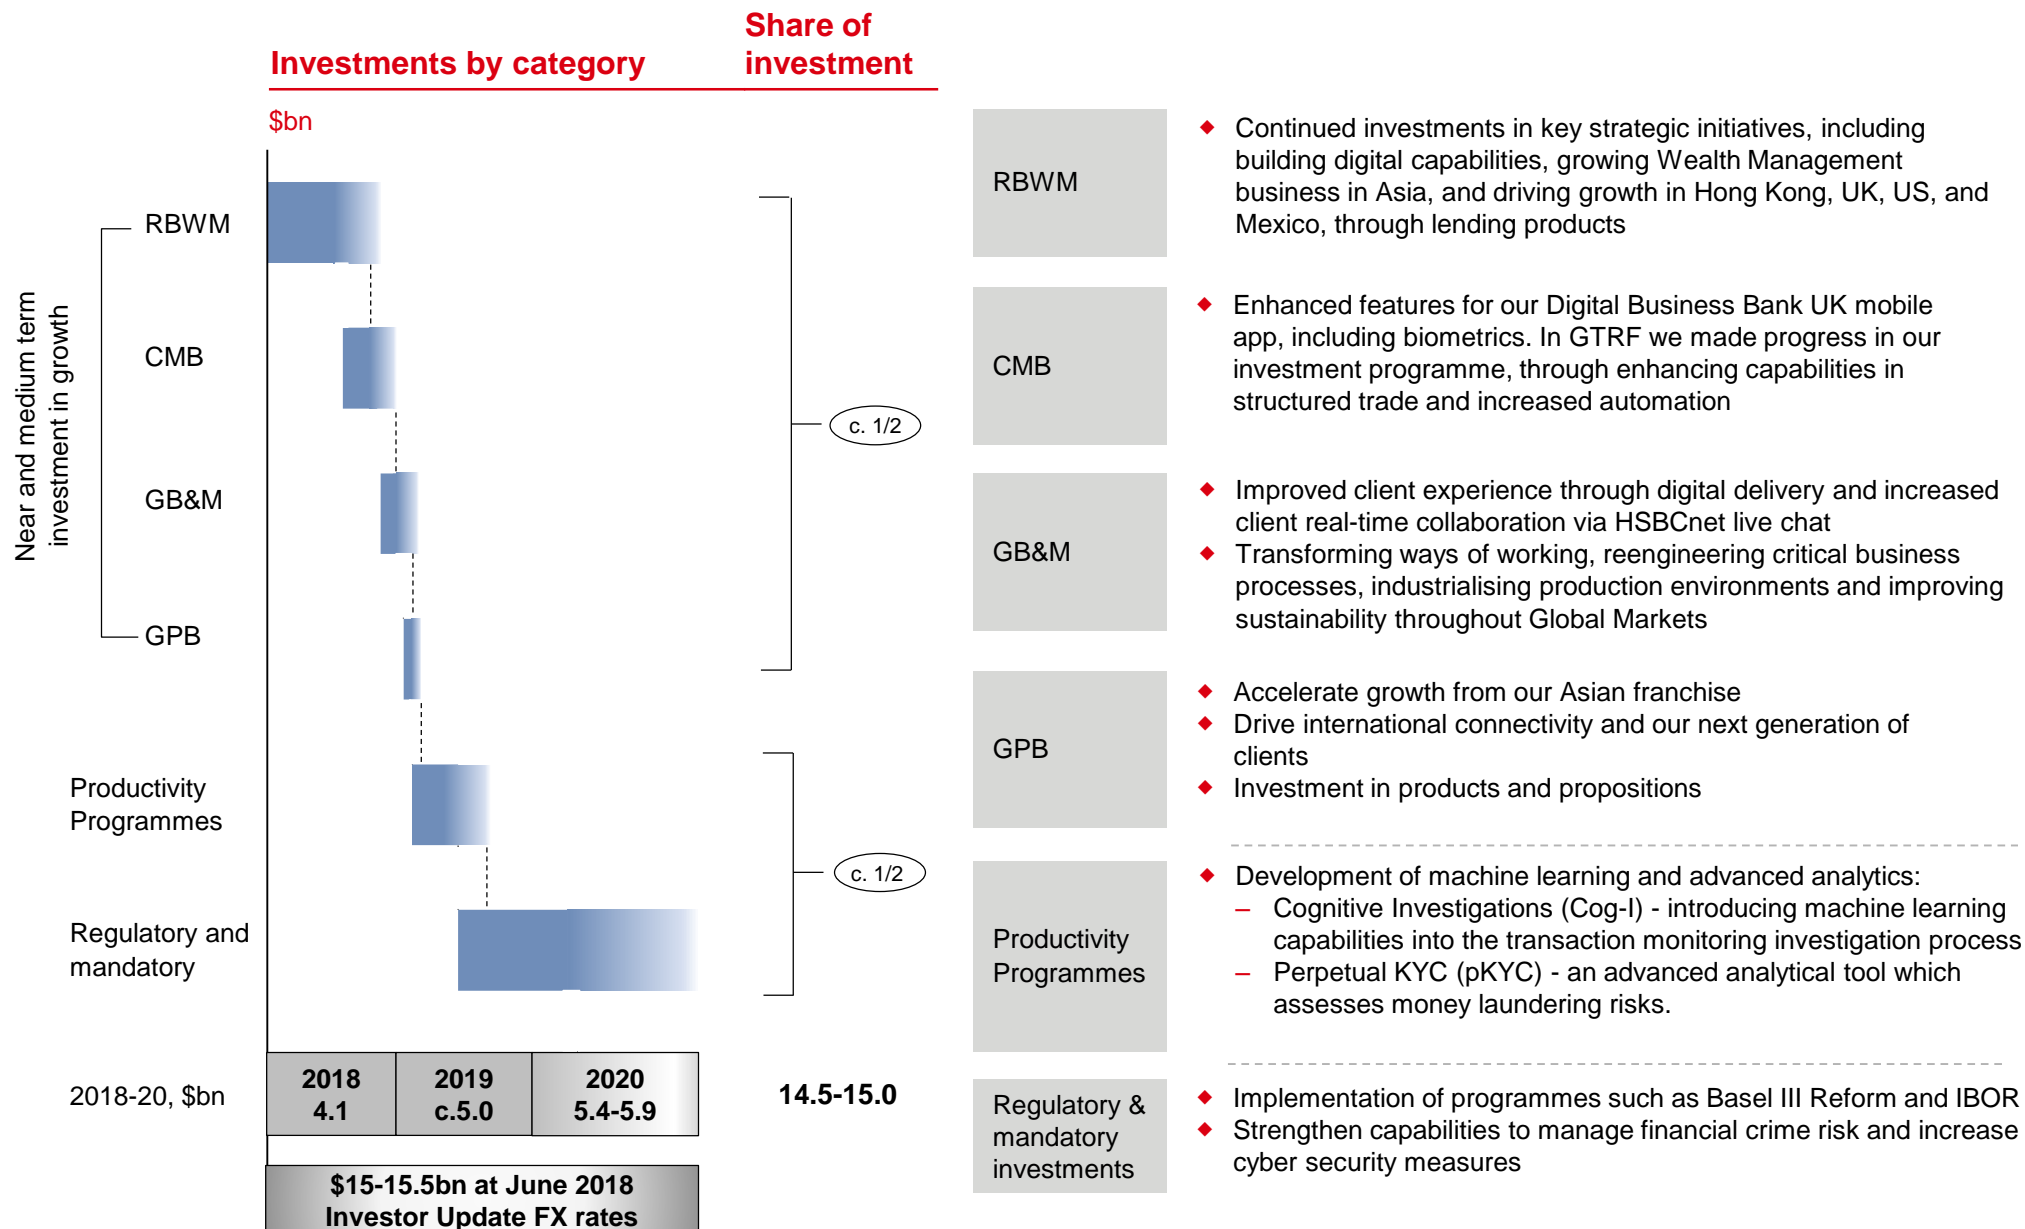 Investments by category
Share of
investment
$bn
Near and medium term
investment in growth
RBWM
CMB
GB&M
GPB
Productivity
Programmes
Regulatory and
mandatory
c. 1/2
c. 1/2
2018-20, $bn
2018
4.1
2019
c.5.0
2020
5.4-5.9
14.5-15.0
$15-15.5bn at June 2018
Investor Update FX rates
RBWM
Continued investments in key strategic initiatives, including
building digital capabilities, growing Wealth Management
business in Asia, and driving growth in Hong Kong, UK, US, and
Mexico, through lending products
CMB
Enhanced features for our Digital Business Bank UK mobile
app, including biometrics. In GTRF we made progress in our
investment programme, through enhancing capabilities in
structured trade and increased automation
GB&M
Improved client experience through digital delivery and increased
client real-time collaboration via HSBCnet live chat
Transforming ways of working, reengineering critical business
processes, industrialising production environments and improving
sustainability throughout Global Markets
GPB
Accelerate growth from our Asian franchise
Drive international connectivity and our next generation of
clients
Investment in products and propositions
Productivity
Programmes
Development of machine learning and advanced analytics:
– Cognitive Investigations (Cog-I) - introducing machine learning
capabilities into the transaction monitoring investigation process
– Perpetual KYC (pKYC) - an advanced analytical tool which
assesses money laundering risks.
Regulatory &
mandatory
investments
Implementation of programmes such as Basel III Reform and IBOR
Strengthen capabilities to manage financial crime risk and increase
cyber security measures